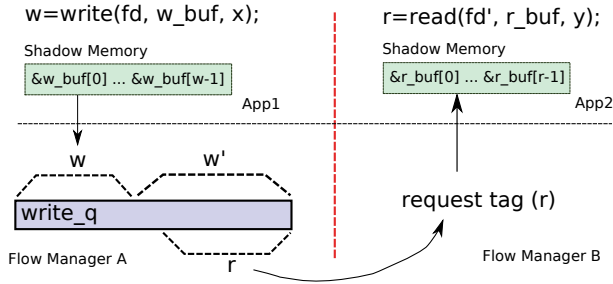 w=write(fd, w_buf, x);
Shadow Memory
&w_buf[0] ... &w_buf[w-1]
App1
w
w'
write_q
r
Flow Manager A
r=read(fd', r_buf, y);
Shadow Memory
&r_buf[0] ... &r_buf[r-1]
App2
request tag (r)
Flow Manager B